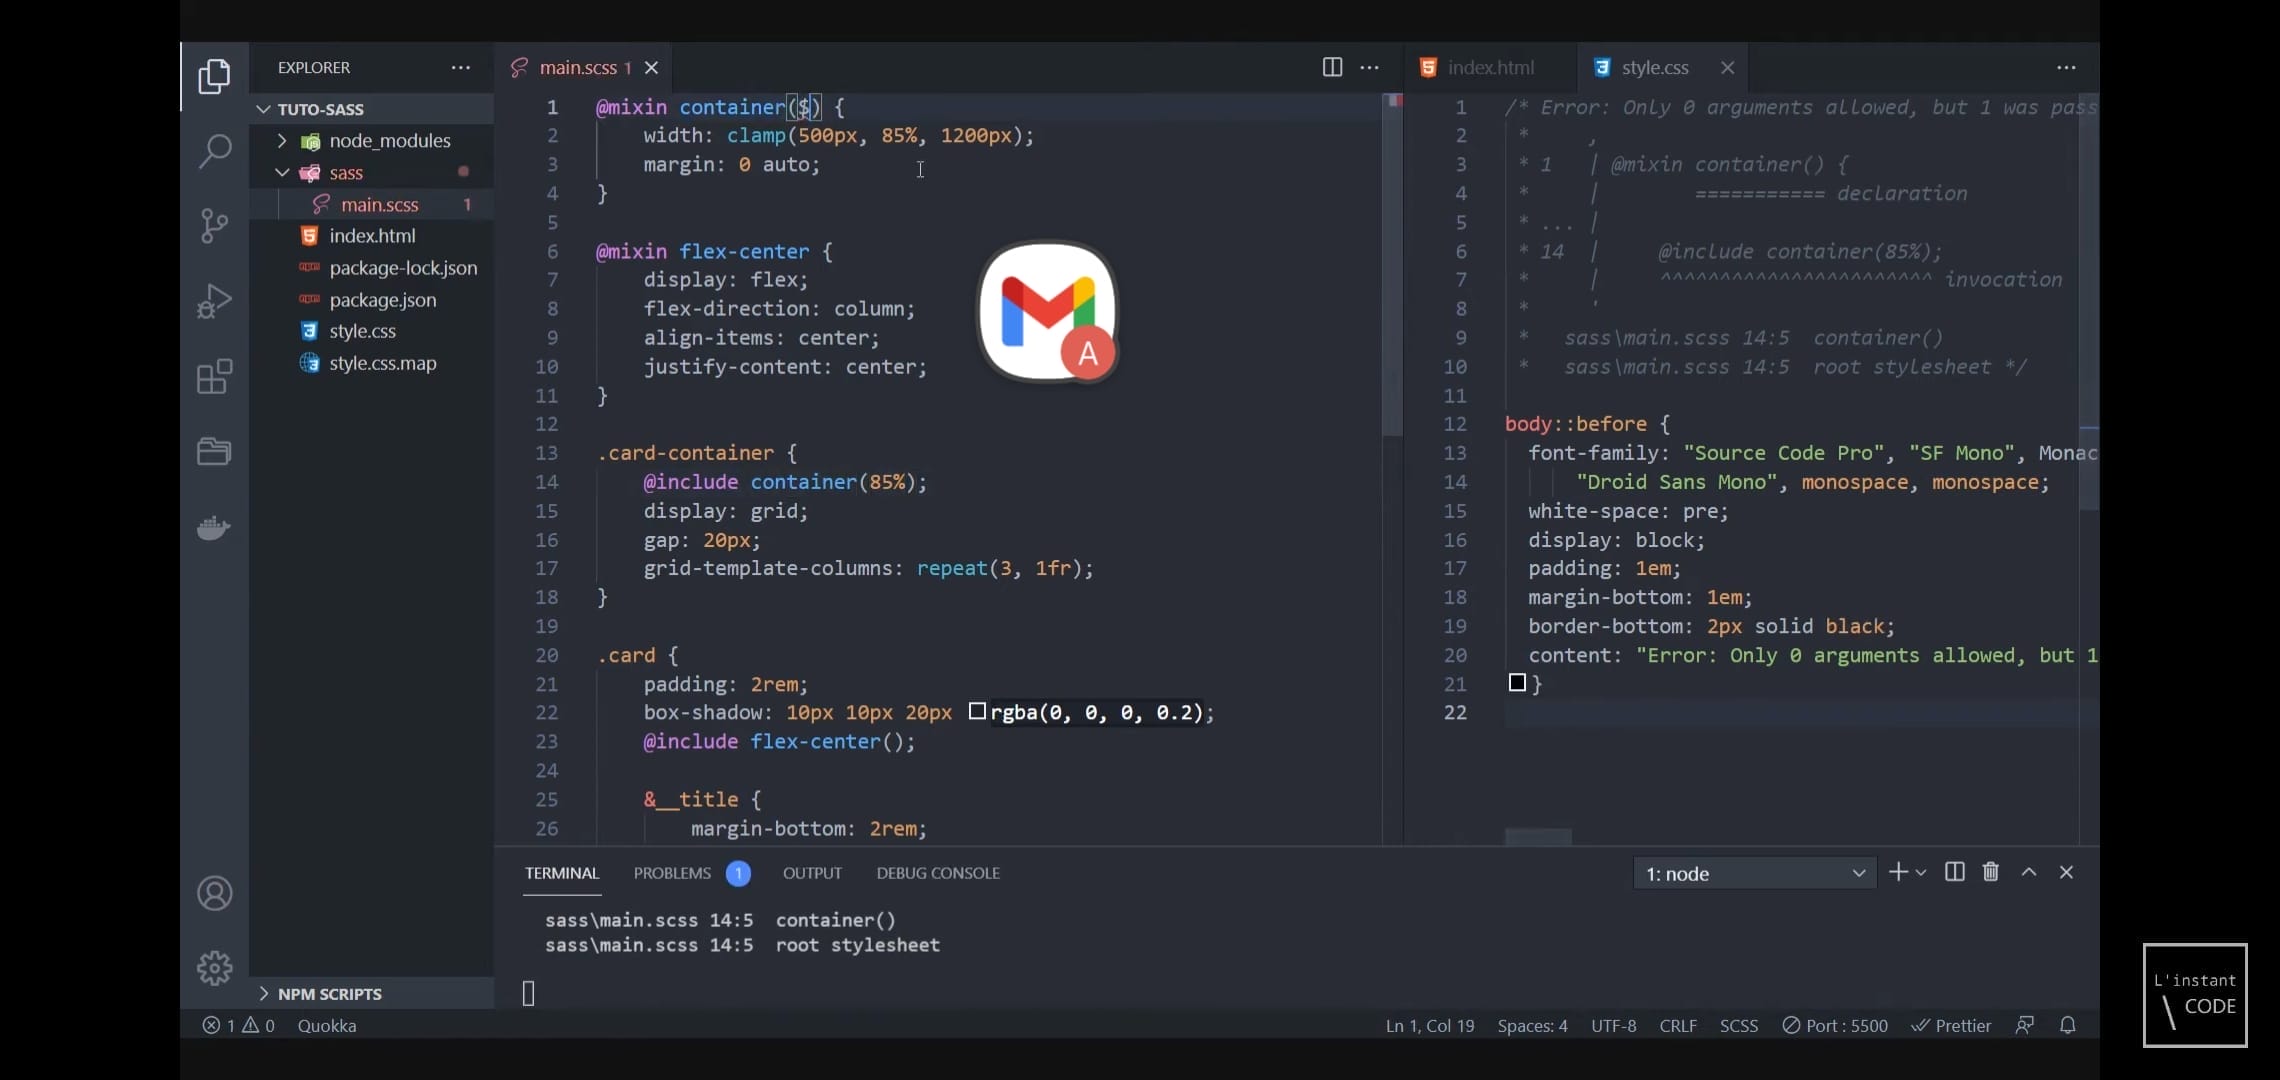 EXPLORER
TUTO-SASS
node_modules
sass
main.scss 1
index.html
package-lock.json
package.json
style.css
style.css.map
NPM SCRIPTS
main.scss 1
1 @mixin container($) {
2 width: clamp(500px, 85%, 1200px);
3 margin: 0 auto;
4 }
5
6 @mixin flex-center {
7 display: flex;
8 flex-direction: column;
9 align-items: center;
10 justify-content: center;
11 }
12
13 .card-container {
14 @include container(85%);
15 display: grid;
16 gap: 20px;
17 grid-template-columns: repeat(3, 1fr);
18 }
19
20 .card {
21 padding: 2rem;
22 box-shadow: 10px 10px 20px rgba(0, 0, 0, 0.2);
23 @include flex-center();
24
25 &__title {
26 margin-bottom: 2rem;
A
index.html style.css
1 /* Error: Only 0 arguments allowed, but 1 was pass
2 * ,
3 * 1 | @mixin container() {
4 * | =========== declaration
5 * ... |
6 * 14 | @include container(85%);
7 * | ^^^^^^^^^^^^^^^^^^^^^^^ invocation
8 * '
9 * sass\main.scss 14:5 container()
10 * sass\main.scss 14:5 root stylesheet */
11
12 body::before {
13 font-family: "Source Code Pro", "SF Mono", Monac
14 "Droid Sans Mono", monospace, monospace;
15 white-space: pre;
16 display: block;
17 padding: 1em;
18 margin-bottom: 1em;
19 border-bottom: 2px solid black;
20 content: "Error: Only 0 arguments allowed, but 1
21 }
22
TERMINAL PROBLEMS 1 OUTPUT DEBUG CONSOLE 1: node
sass\main.scss 14:5 container()
sass\main.scss 14:5 root stylesheet
1 0 Quokka Ln 1, Col 19 Spaces: 4 UTF-8 CRLF SCSS Port : 5500 Prettier
L'instant
\ CODE